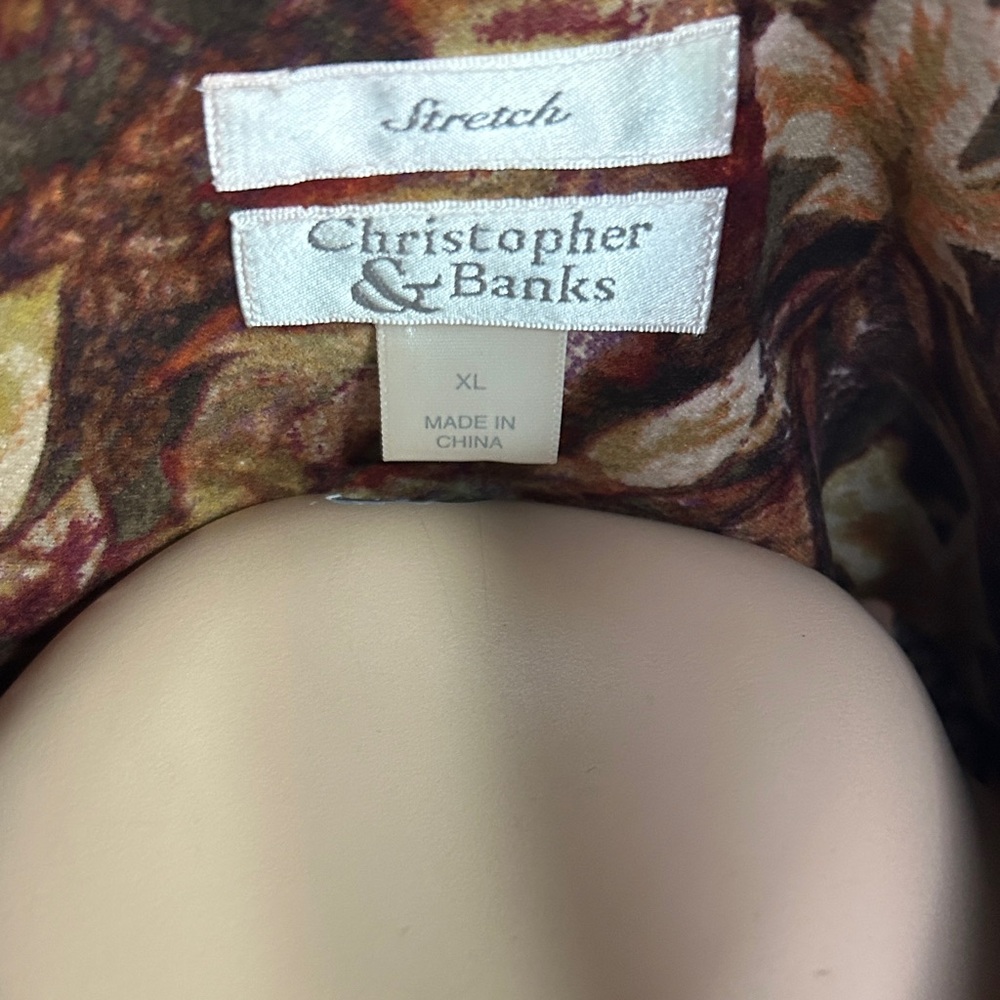 Stretch
Christopher
& Banks
XL
MADE IN
CHINA